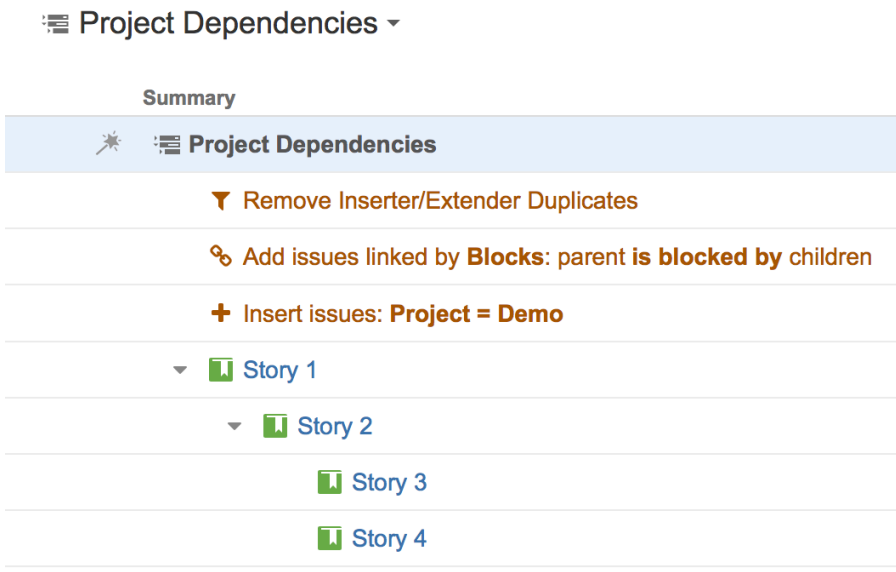 Project Dependencies
Summary
Project Dependencies
Remove Inserter/Extender Duplicates
Add issues linked by Blocks: parent is blocked by children
Insert issues: Project = Demo
Story 1
Story 2
Story 3
Story 4